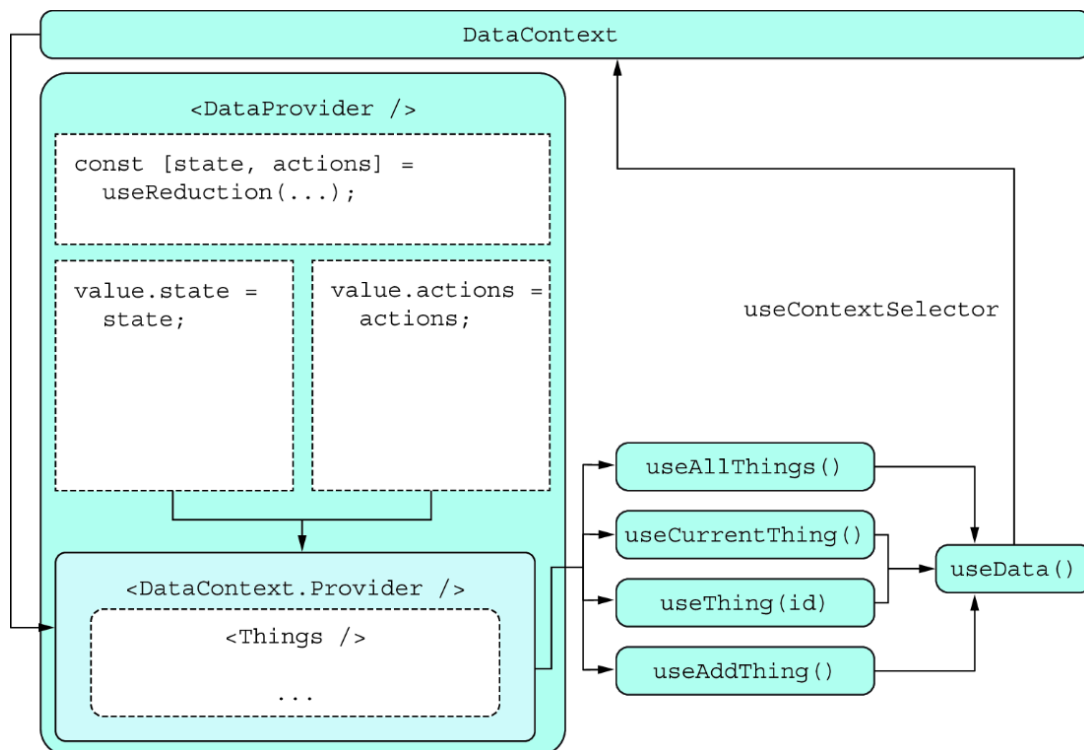 DataContext
<DataProvider />
const [state, actions] =
useReduction(...);
value.state =
state;
value.actions =
actions;
useContextSelector
useAllThings()
useCurrentThing()
useData()
<DataContext.Provider />
useThing(id)
<Things />
useAddThing()
...